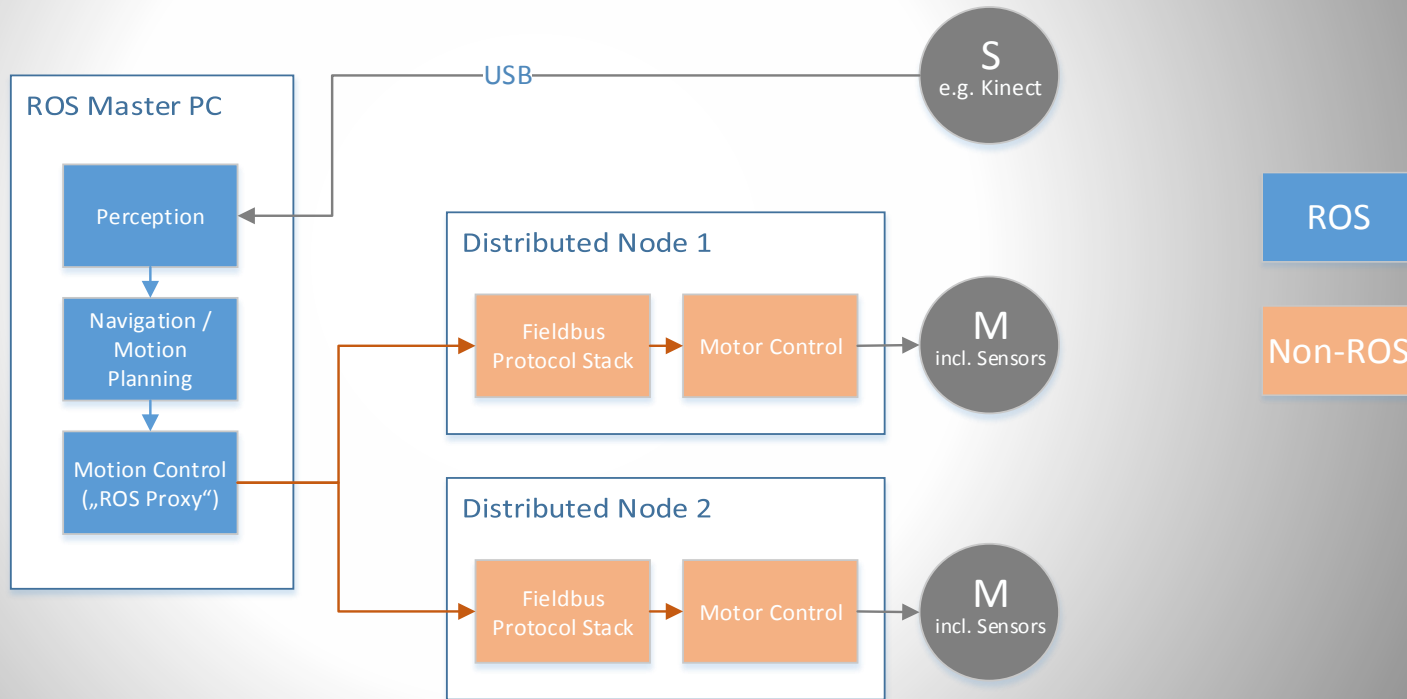 S
e.g. Kinect
USB
ROS Master PC
Perception
Navigation /
Motion
Planning
Motion Control
(„ROS Proxy“)
Distributed Node 1
Fieldbus
Protocol Stack
Motor Control
M
incl. Sensors
Distributed Node 2
Fieldbus
Protocol Stack
Motor Control
M
incl. Sensors
ROS
Non-ROS